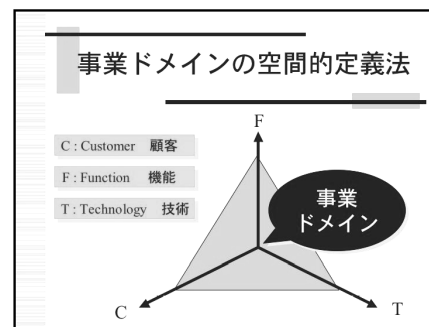 事業ドメインの空間的定義法
F
C : Customer 顧客
F : Function 機能
T : Technology 技術
事業
ドメイン
C
T